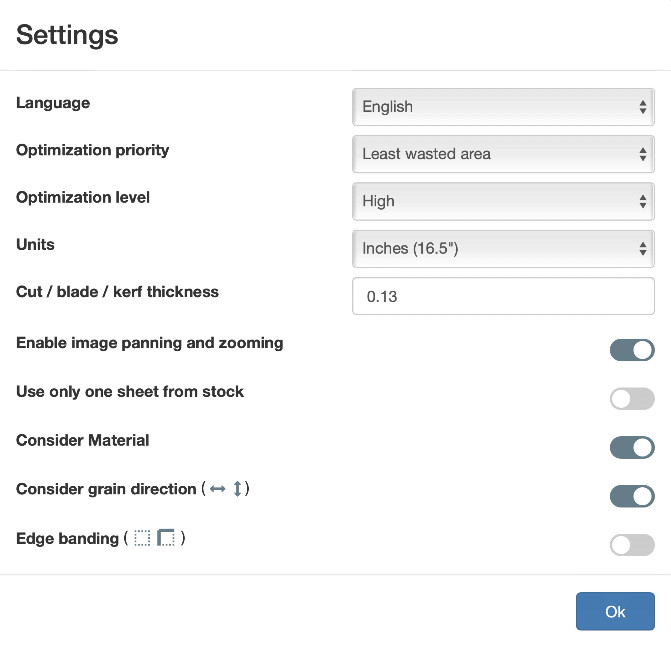 Settings
Language English
Optimization priority Least wasted area
Optimization level High
Units Inches (16.5")
Cut / blade / kerf thickness 0.13
Enable image panning and zooming
Use only one sheet from stock
Consider Material
Consider grain direction (↔ ↕)
Edge banding ( )
Ok